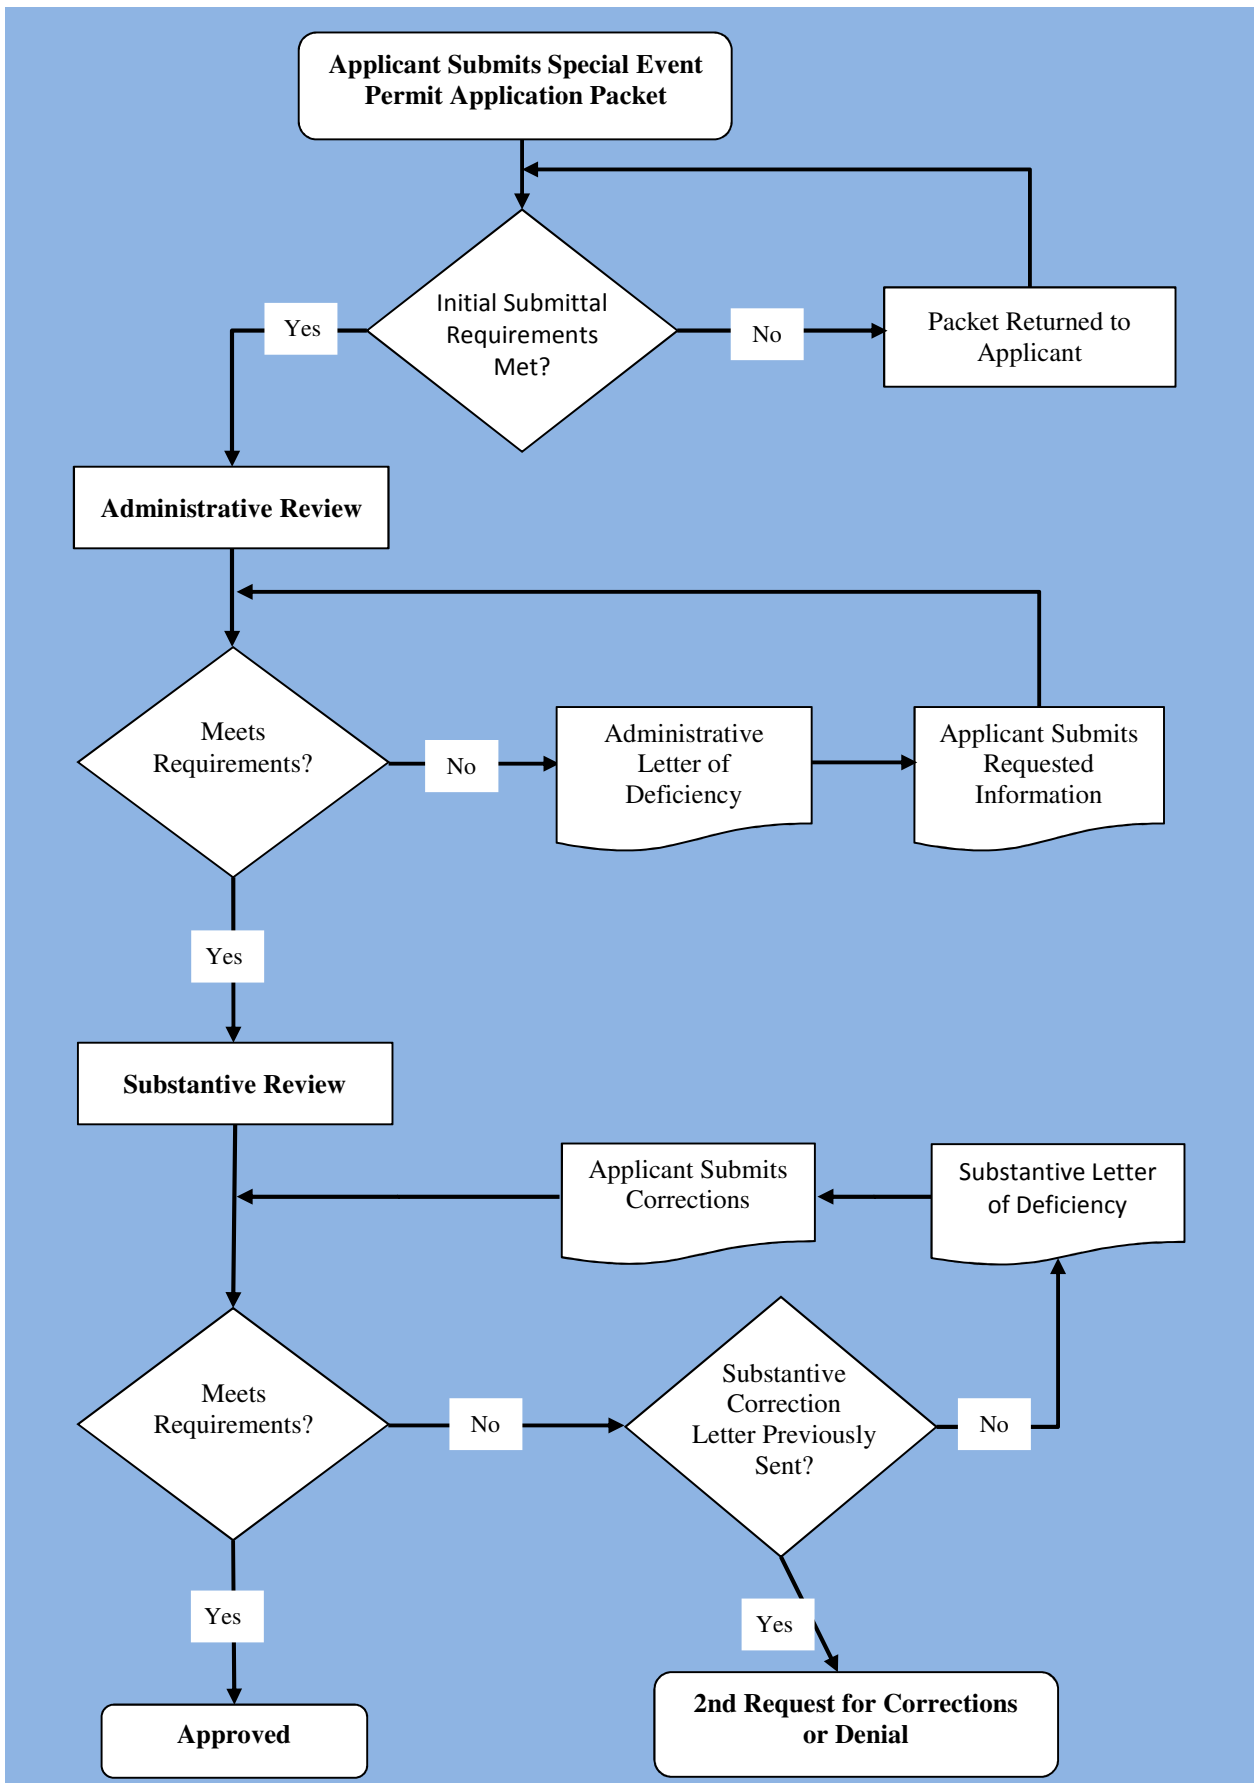 Applicant Submits Special Event
Permit Application Packet
Initial Submittal
Requirements
Met?
Yes
No
Packet Returned to
Applicant
Administrative Review
Meets
Requirements?
No
Administrative
Letter of
Deficiency
Applicant Submits
Requested
Information
Yes
Substantive Review
Applicant Submits
Corrections
Substantive Letter
of Deficiency
Meets
Requirements?
No
Substantive
Correction
Letter Previously
Sent?
No
Yes
Yes
Approved
2nd Request for Corrections
or Denial